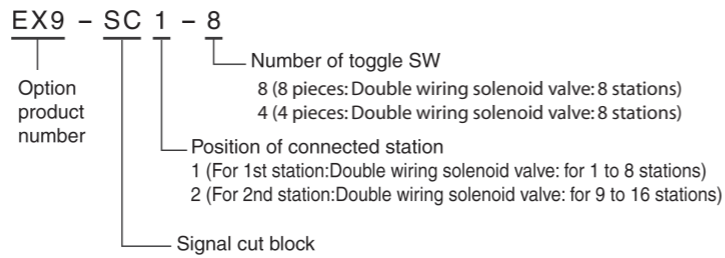 EX9 - SC 1 - 8
Number of toggle SW
8 (8 pieces: Double wiring solenoid valve: 8 stations)
4 (4 pieces: Double wiring solenoid valve: 8 stations)
Option
product
number
Position of connected station
1 (For 1st station:Double wiring solenoid valve: for 1 to 8 stations)
2 (For 2nd station:Double wiring solenoid valve: for 9 to 16 stations)
Signal cut block